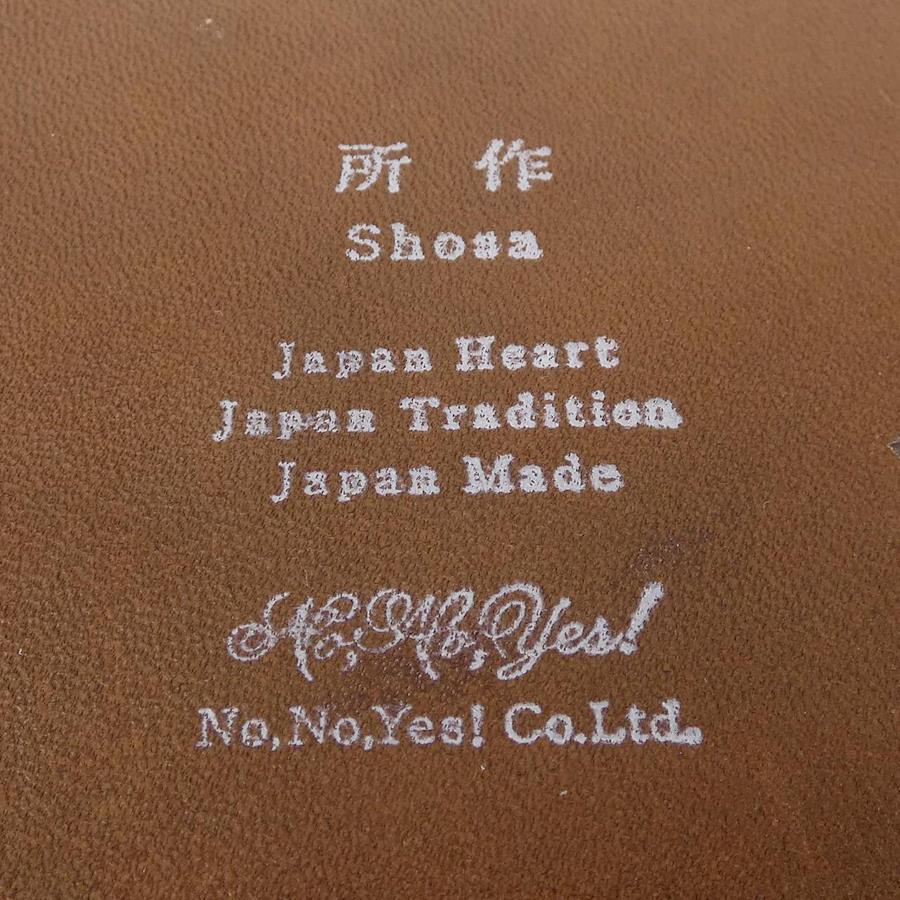 所作
Shosa
Japan Heart
Japan Tradition
Japan Made
No,No,Yes!
No,No,Yes! Co.Ltd.